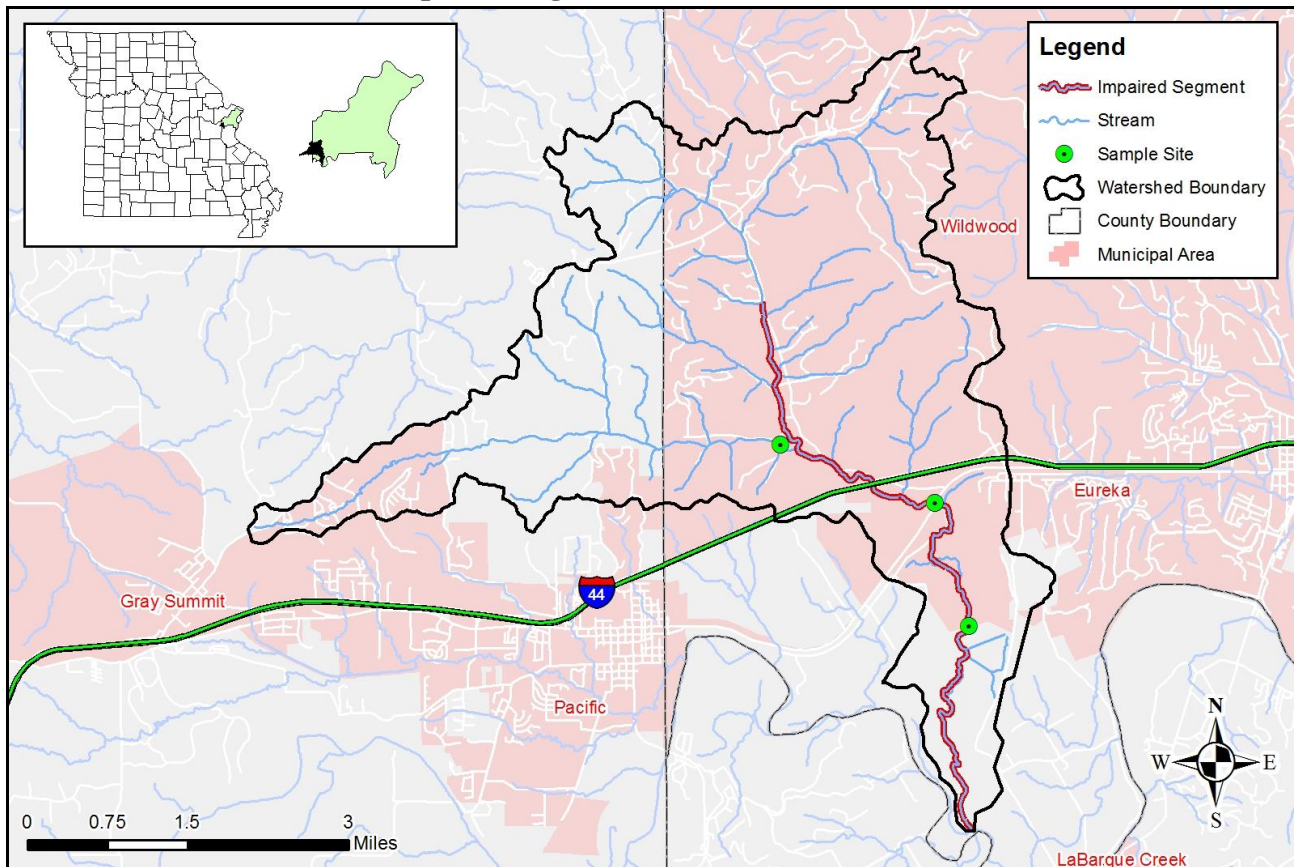 Legend
Impaired Segment
Stream
Sample Site
Watershed Boundary
County Boundary
Municipal Area
Wildwood
Eureka
Gray Summit
44
Pacific
N
W
E
S
0 0.75 1.5 3
Miles
LaBarque Creek